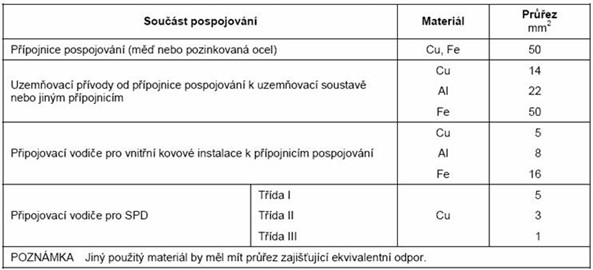 Součást pospojování Materiál Průřez
mm2
Přípojnice pospojování (měď nebo pozinkovaná ocel) Cu, Fe 50
Uzemňovací přívody od přípojnice pospojování k uzemňovací soustavě
nebo jiným přípojnicím
Cu 14
Al 22
Fe 50
Připojovací vodiče pro vnitřní kovové instalace k přípojnicím pospojování
Cu 5
Al 8
Fe 16
Připojovací vodiče pro SPD
Třída I 5
Třída II Cu 3
Třída III 1
POZNÁMKA Jiný použitý materiál by měl mít průřez zajišťující ekvivalentní odpor.